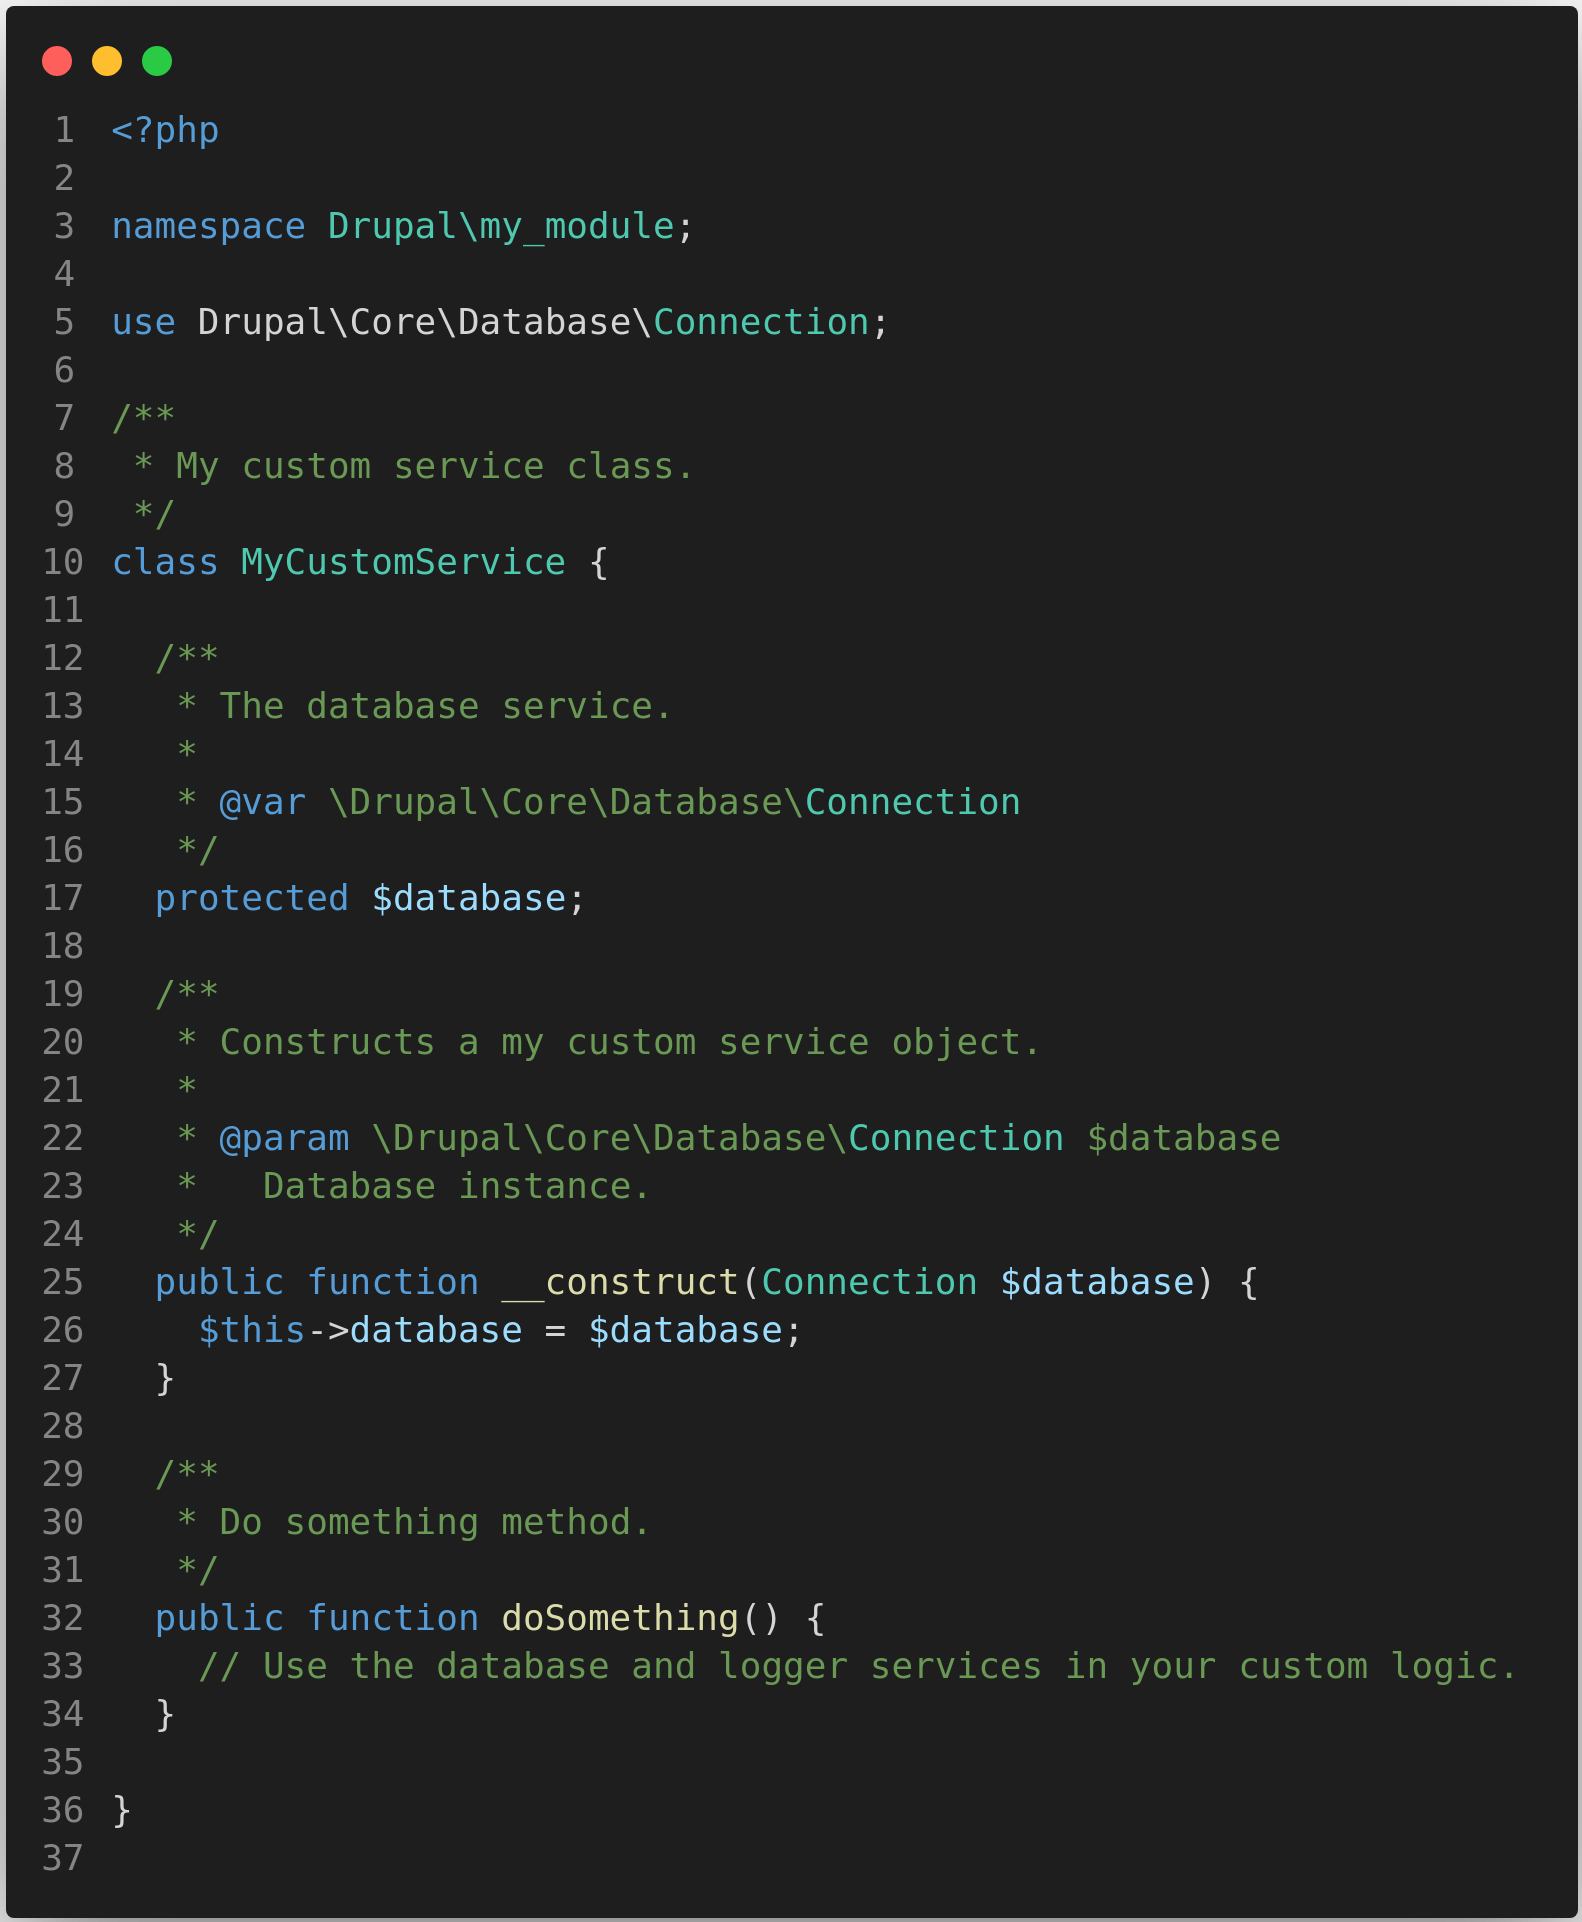 1 <?php
2
3 namespace Drupal\my_module;
4
5 use Drupal\Core\Database\Connection;
6
7 /**
8  * My custom service class.
9  */
10 class MyCustomService {
11
12   /**
13    * The database service.
14    *
15    * @var \Drupal\Core\Database\Connection
16    */
17   protected $database;
18
19   /**
20    * Constructs a my custom service object.
21    *
22    * @param \Drupal\Core\Database\Connection $database
23    *   Database instance.
24    */
25   public function __construct(Connection $database) {
26     $this->database = $database;
27   }
28
29   /**
30    * Do something method.
31    */
32   public function doSomething() {
33     // Use the database and logger services in your custom logic.
34   }
35
36 }
37